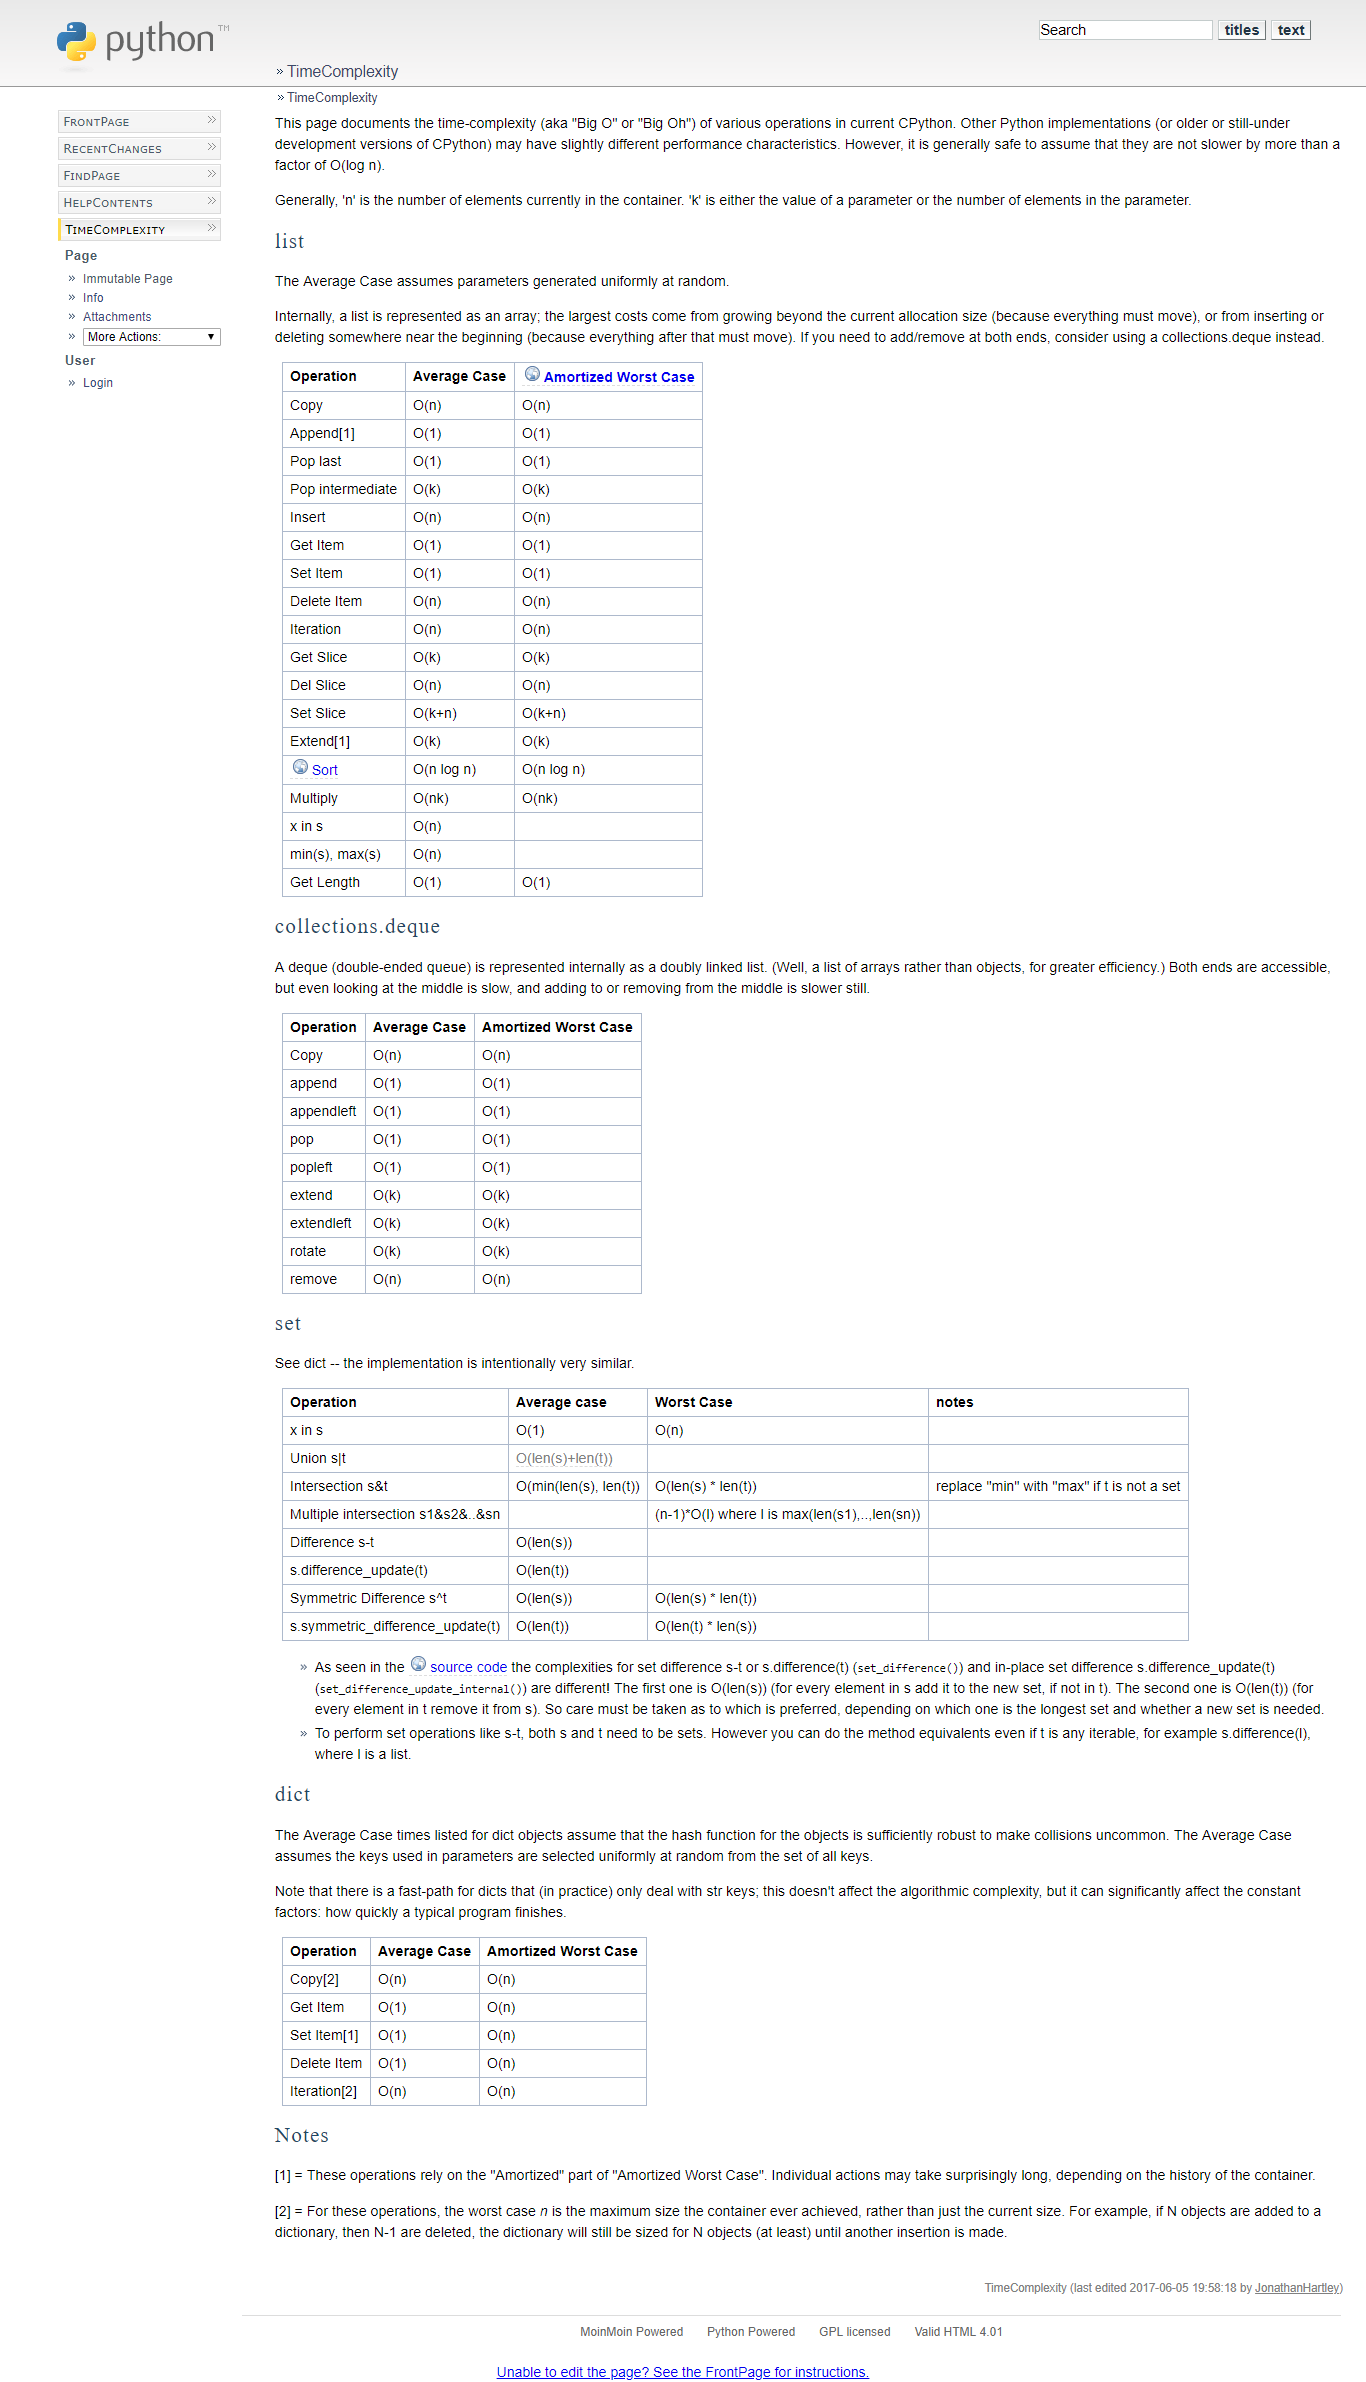 python™
Search titles text
» TimeComplexity
» TimeComplexity
FrontPage
RecentChanges
FindPage
HelpContents
TimeComplexity
Page
» Immutable Page
» Info
» Attachments
» More Actions:
User
» Login
This page documents the time-complexity (aka "Big O" or "Big Oh") of various operations in current CPython. Other Python implementations (or older or still-under
development versions of CPython) may have slightly different performance characteristics. However, it is generally safe to assume that they are not slower by more than a
factor of O(log n).
Generally, 'n' is the number of elements currently in the container. 'k' is either the value of a parameter or the number of elements in the parameter.
list
The Average Case assumes parameters generated uniformly at random.
Internally, a list is represented as an array; the largest costs come from growing beyond the current allocation size (because everything must move), or from inserting or
deleting somewhere near the beginning (because everything after that must move). If you need to add/remove at both ends, consider using a collections.deque instead.
Operation Average Case Amortized Worst Case
Copy O(n) O(n)
Append[1] O(1) O(1)
Pop last O(1) O(1)
Pop intermediate O(k) O(k)
Insert O(n) O(n)
Get Item O(1) O(1)
Set Item O(1) O(1)
Delete Item O(n) O(n)
Iteration O(n) O(n)
Get Slice O(k) O(k)
Del Slice O(n) O(n)
Set Slice O(k+n) O(k+n)
Extend[1] O(k) O(k)
Sort O(n log n) O(n log n)
Multiply O(nk) O(nk)
x in s O(n)
min(s), max(s) O(n)
Get Length O(1) O(1)
collections.deque
A deque (double-ended queue) is represented internally as a doubly linked list. (Well, a list of arrays rather than objects, for greater efficiency.) Both ends are accessible,
but even looking at the middle is slow, and adding to or removing from the middle is slower still.
Operation Average Case Amortized Worst Case
Copy O(n) O(n)
append O(1) O(1)
appendleft O(1) O(1)
pop O(1) O(1)
popleft O(1) O(1)
extend O(k) O(k)
extendleft O(k) O(k)
rotate O(k) O(k)
remove O(n) O(n)
set
See dict -- the implementation is intentionally very similar.
Operation Average case Worst Case notes
x in s O(1) O(n)
Union s|t O(len(s)+len(t))
Intersection s&t O(min(len(s), len(t)) O(len(s) * len(t)) replace "min" with "max" if t is not a set
Multiple intersection s1&s2&..&sn (n-1)*O(l) where l is max(len(s1),..,len(sn))
Difference s-t O(len(s))
s.difference_update(t) O(len(t))
Symmetric Difference s^t O(len(s)) O(len(s) * len(t))
s.symmetric_difference_update(t) O(len(t)) O(len(t) * len(s))
» As seen in the source code the complexities for set difference s-t or s.difference(t) (set_difference()) and in-place set difference s.difference_update(t)
(set_difference_update_internal()) are different! The first one is O(len(s)) (for every element in s add it to the new set, if not in t). The second one is O(len(t)) (for
every element in t remove it from s). So care must be taken as to which is preferred, depending on which one is the longest set and whether a new set is needed.
» To perform set operations like s-t, both s and t need to be sets. However you can do the method equivalents even if t is any iterable, for example s.difference(l),
where l is a list.
dict
The Average Case times listed for dict objects assume that the hash function for the objects is sufficiently robust to make collisions uncommon. The Average Case
assumes the keys used in parameters are selected uniformly at random from the set of all keys.
Note that there is a fast-path for dicts that (in practice) only deal with str keys; this doesn't affect the algorithmic complexity, but it can significantly affect the constant
factors: how quickly a typical program finishes.
Operation Average Case Amortized Worst Case
Copy[2] O(n) O(n)
Get Item O(1) O(n)
Set Item[1] O(1) O(n)
Delete Item O(1) O(n)
Iteration[2] O(n) O(n)
Notes
[1] = These operations rely on the "Amortized" part of "Amortized Worst Case". Individual actions may take surprisingly long, depending on the history of the container.
[2] = For these operations, the worst case n is the maximum size the container ever achieved, rather than just the current size. For example, if N objects are added to a
dictionary, then N-1 are deleted, the dictionary will still be sized for N objects (at least) until another insertion is made.
TimeComplexity (last edited 2017-06-05 19:58:18 by JonathanHartley)
MoinMoin Powered Python Powered GPL licensed Valid HTML 4.01
Unable to edit the page? See the FrontPage for instructions.